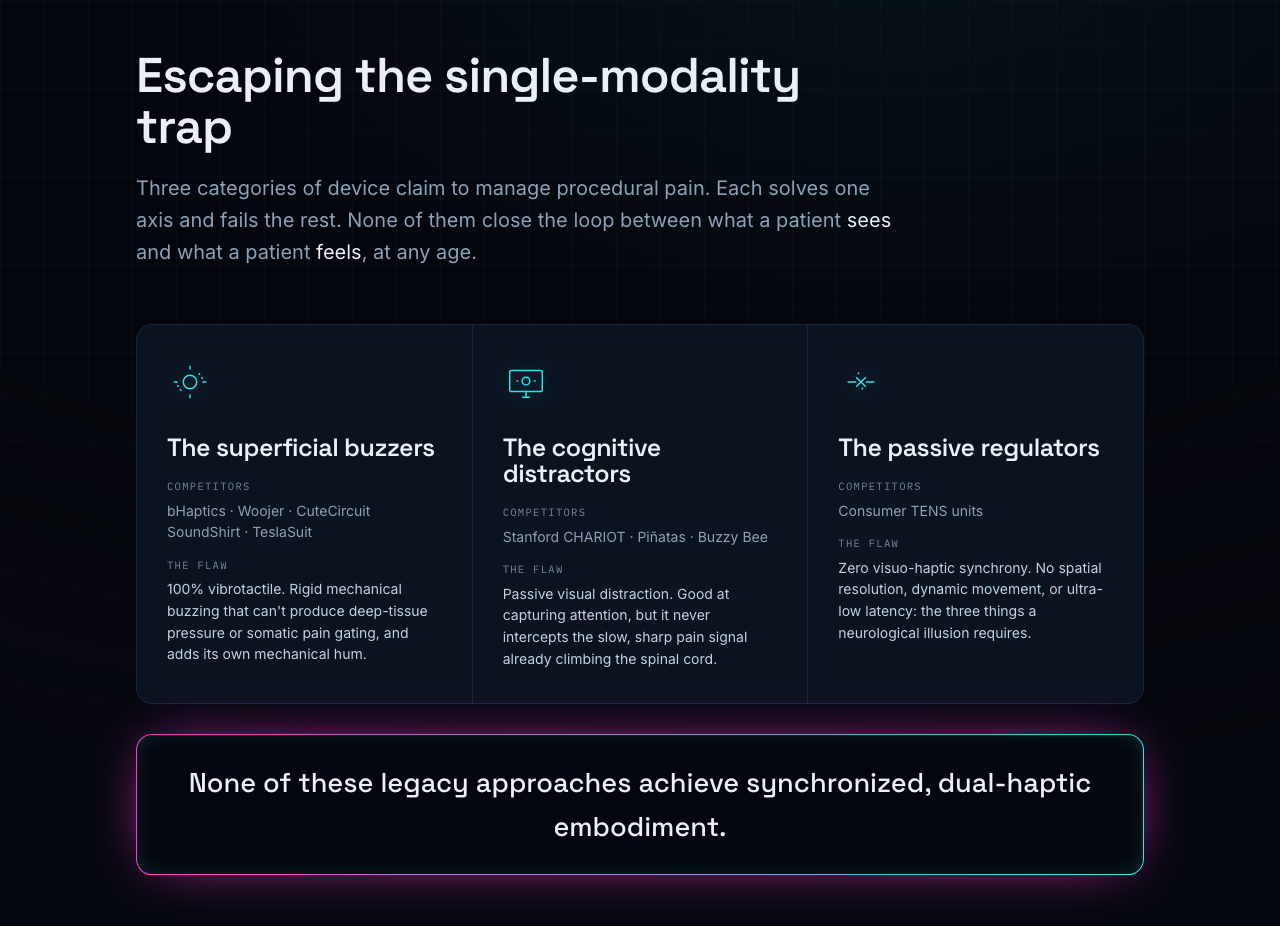 Escaping the single-modality
trap
Three categories of device claim to manage procedural pain. Each solves one
axis and fails the rest. None of them close the loop between what a patient sees
and what a patient feels, at any age.
The superficial buzzers
COMPETITORS
bHaptics · Woojer · CuteCircuit
SoundShirt · TeslaSuit
THE FLAW
100% vibrotactile. Rigid mechanical
buzzing that can't produce deep-tissue
pressure or somatic pain gating, and
adds its own mechanical hum.
The cognitive
distractors
COMPETITORS
Stanford CHARIOT · Piñatas · Buzzy Bee
THE FLAW
Passive visual distraction. Good at
capturing attention, but it never
intercepts the slow, sharp pain signal
already climbing the spinal cord.
The passive regulators
COMPETITORS
Consumer TENS units
THE FLAW
Zero visuo-haptic synchrony. No spatial
resolution, dynamic movement, or ultra-
low latency: the three things a
neurological illusion requires.
None of these legacy approaches achieve synchronized, dual-haptic
embodiment.